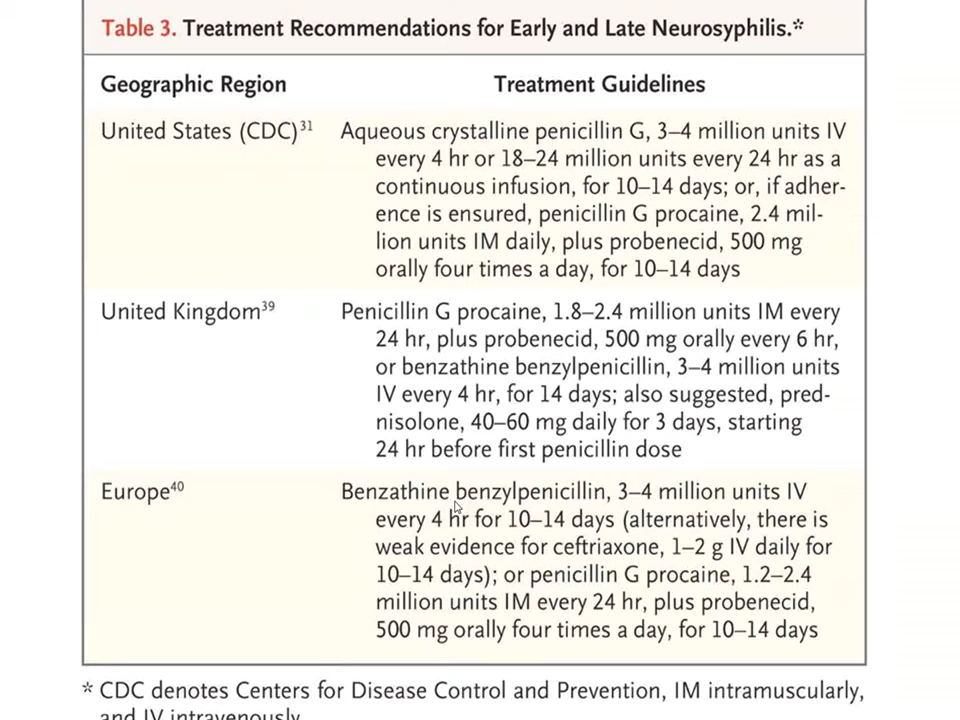 Table 3. Treatment Recommendations for Early and Late Neurosyphilis.*
Geographic Region Treatment Guidelines
United States (CDC)31 Aqueous crystalline penicillin G, 3–4 million units IV
every 4 hr or 18–24 million units every 24 hr as a
continuous infusion, for 10–14 days; or, if adher-
ence is ensured, penicillin G procaine, 2.4 mil-
lion units IM daily, plus probenecid, 500 mg
orally four times a day, for 10–14 days
United Kingdom39 Penicillin G procaine, 1.8–2.4 million units IM every
24 hr, plus probenecid, 500 mg orally every 6 hr,
or benzathine benzylpenicillin, 3–4 million units
IV every 4 hr, for 14 days; also suggested, pred-
nisolone, 40–60 mg daily for 3 days, starting
24 hr before first penicillin dose
Europe40 Benzathine benzylpenicillin, 3–4 million units IV
every 4 hr for 10–14 days (alternatively, there is
weak evidence for ceftriaxone, 1–2 g IV daily for
10–14 days); or penicillin G procaine, 1.2–2.4
million units IM every 24 hr, plus probenecid,
500 mg orally four times a day, for 10–14 days
* CDC denotes Centers for Disease Control and Prevention, IM intramuscularly,
and IV intravenously.